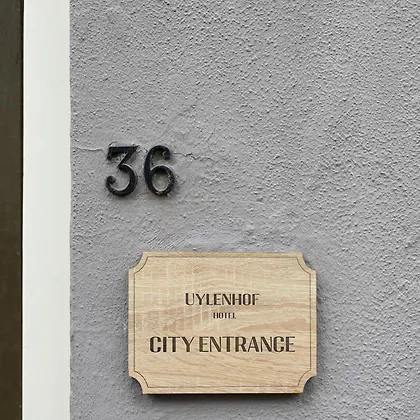 36
UYLENHOF
HOTEL
CITY ENTRANCE